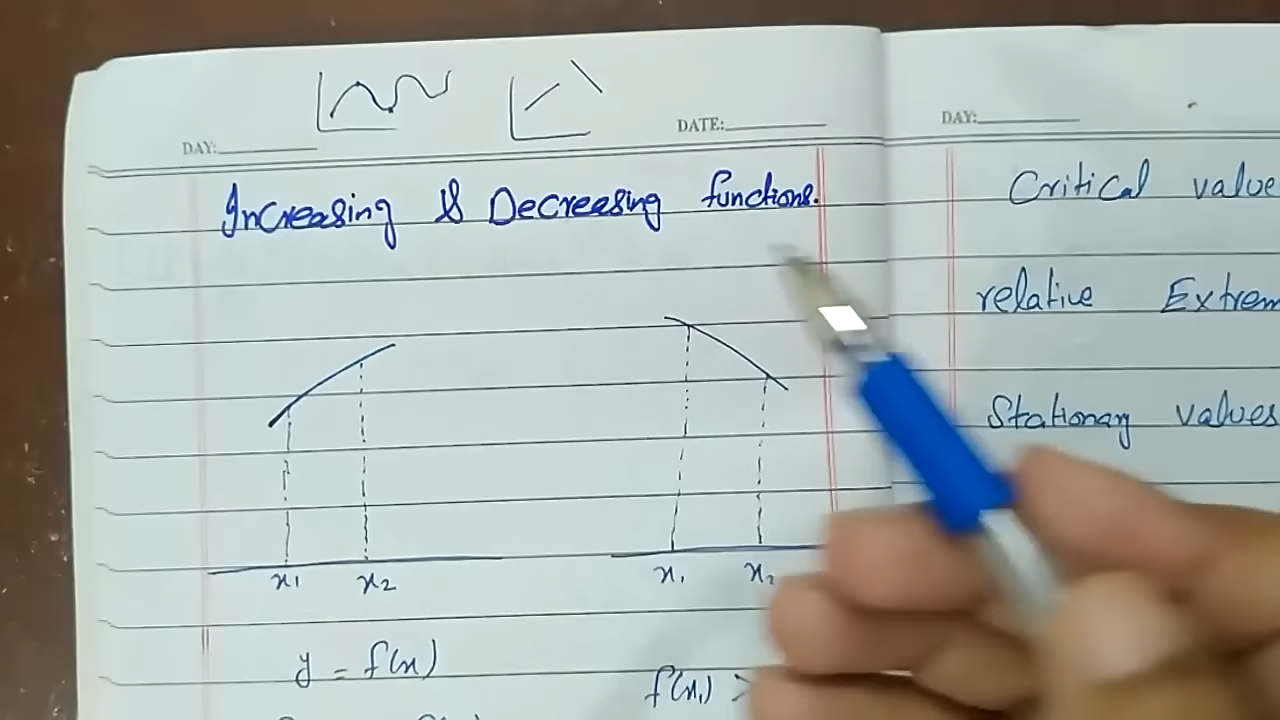 DAY:
DATE:
Increasing & Decreasing functions.
x1 x2
x1 x2
y = f(x)
f(x1) >
DAY:
Critical value
relative Extrem
Stationary values